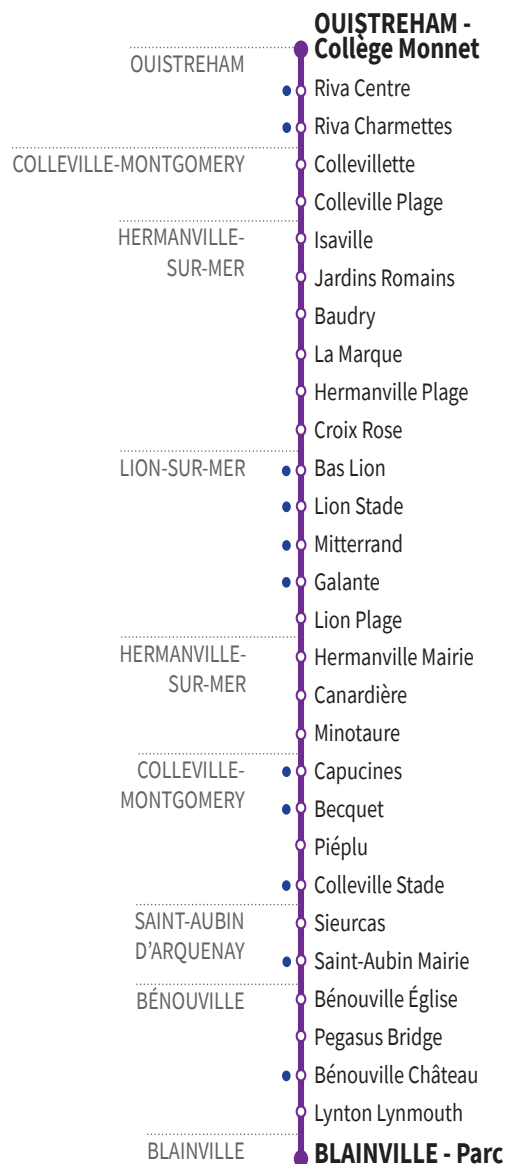 OUISTREHAM -
Collège Monnet
OUISTREHAM
Riva Centre
Riva Charmettes
COLLEVILLE-MONTGOMERY
Collevillette
Colleville Plage
HERMANVILLE-
SUR-MER
Isaville
Jardins Romains
Baudry
La Marque
Hermanville Plage
Croix Rose
LION-SUR-MER
Bas Lion
Lion Stade
Mitterrand
Galante
Lion Plage
HERMANVILLE-
SUR-MER
Hermanville Mairie
Canardière
Minotaure
COLLEVILLE-
MONTGOMERY
Capucines
Becquet
Piéplu
Colleville Stade
SAINT-AUBIN
D'ARQUENAY
Sieurcas
Saint-Aubin Mairie
BÉNOUVILLE
Bénouville Église
Pegasus Bridge
Bénouville Château
Lynton Lynmouth
BLAINVILLE
BLAINVILLE - Parc